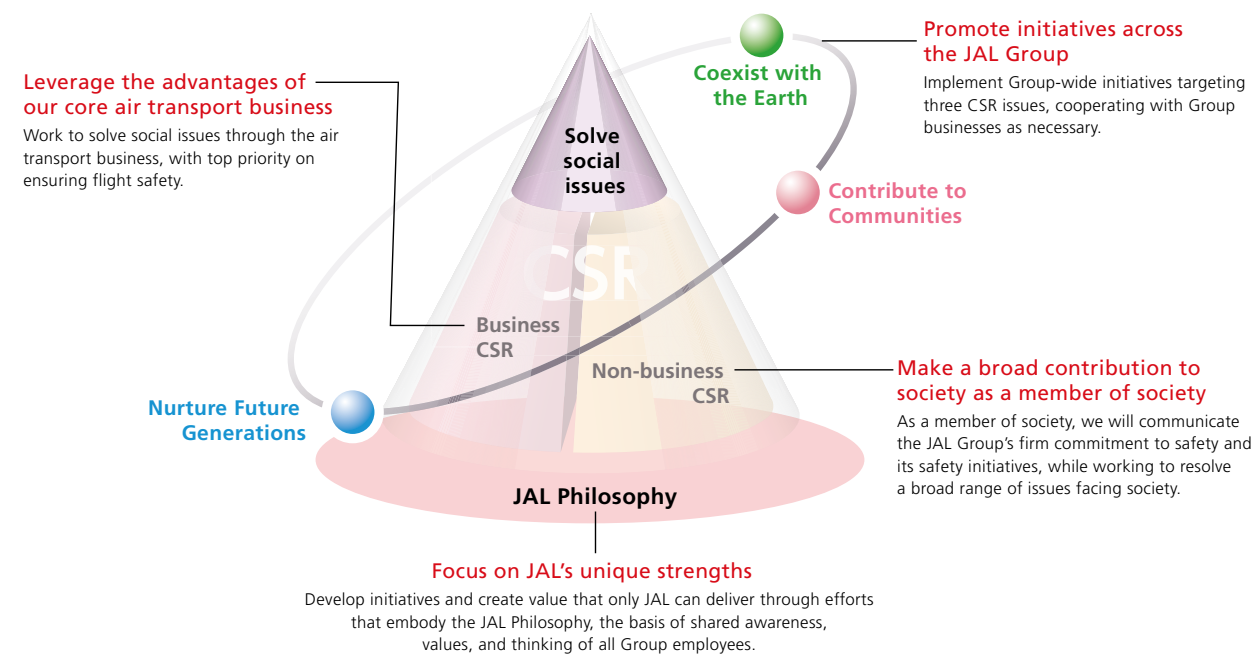 Leverage the advantages of
our core air transport business
Work to solve social issues through the air
transport business, with top priority on
ensuring flight safety.
Coexist with
the Earth
Promote initiatives across
the JAL Group
Implement Group-wide initiatives targeting
three CSR issues, cooperating with Group
businesses as necessary.
Solve
social
issues
Contribute to
Communities
CSR
Business
CSR
Non-business
CSR
Make a broad contribution to
society as a member of society
As a member of society, we will communicate
the JAL Group’s firm commitment to safety and
its safety initiatives, while working to resolve
a broad range of issues facing society.
Nurture Future
Generations
JAL Philosophy
Focus on JAL’s unique strengths
Develop initiatives and create value that only JAL can deliver through efforts
that embody the JAL Philosophy, the basis of shared awareness,
values, and thinking of all Group employees.